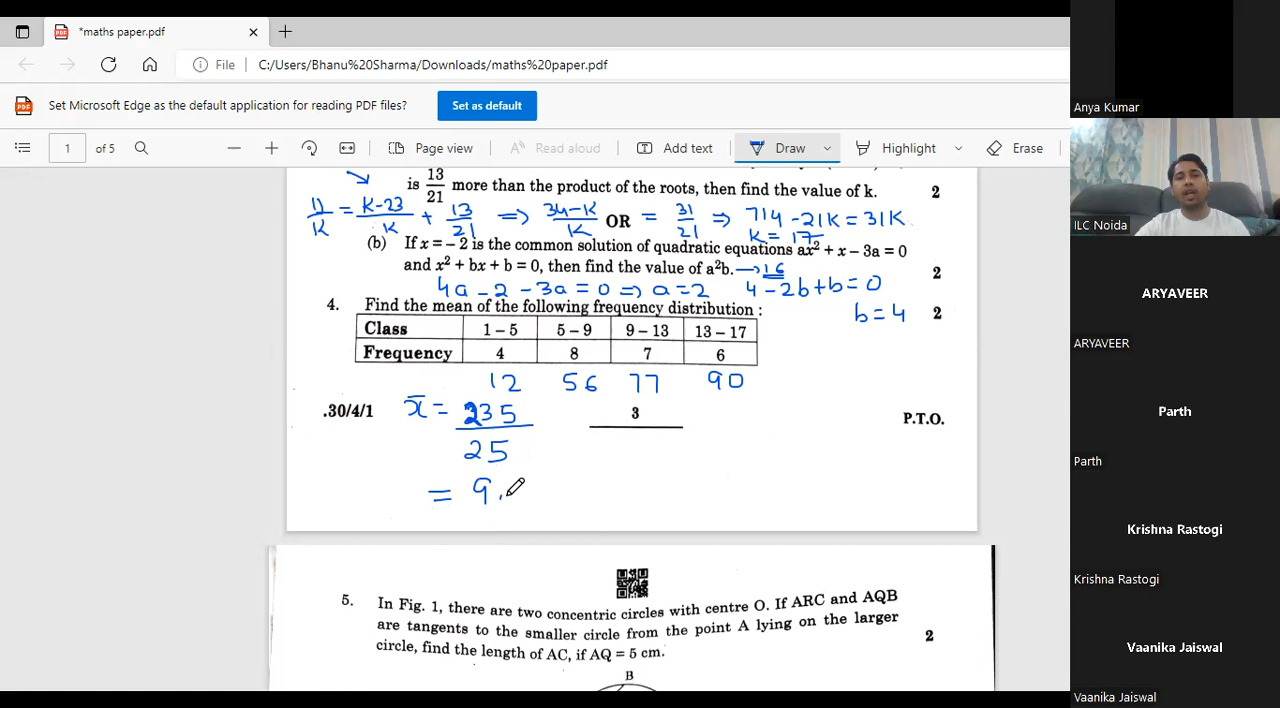 *maths paper.pdf
File C:/Users/Bhanu%20Sharma/Downloads/maths%20paper.pdf
Set Microsoft Edge as the default application for reading PDF files? Set as default
1 of 5 Page view Read aloud Add text Draw Highlight Erase
is 13/21 more than the product of the roots, then find the value of k. 2
11/K = K-23/K + 13/21 => 34-K/K = 31/21 => 714 - 21K = 31K
OR
K = 17
(b) If x = – 2 is the common solution of quadratic equations ax² + x – 3a = 0
and x² + bx + b = 0, then find the value of a²b. → 16 2
4a - 2 - 3a = 0 => a = 2 4 - 2b + b = 0
b = 4
4. Find the mean of the following frequency distribution : 2
Class 1 – 5 5 – 9 9 – 13 13 – 17
Frequency 4 8 7 6
12 56 77 90
.30/4/1 x̄ = 235/25 3 P.T.O.
= 9.
5. In Fig. 1, there are two concentric circles with centre O. If ARC and AQB
are tangents to the smaller circle from the point A lying on the larger
circle, find the length of AC, if AQ = 5 cm. 2
B
Anya Kumar
ILC Noida
ARYAVEER
ARYAVEER
Parth
Parth
Krishna Rastogi
Krishna Rastogi
Vaanika Jaiswal
Vaanika Jaiswal